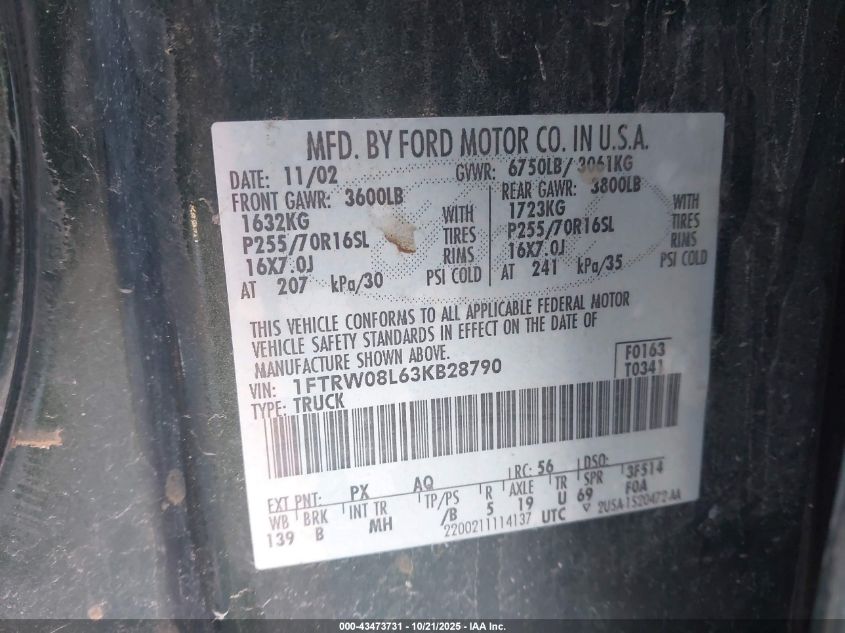 MFD. BY FORD MOTOR CO. IN U.S.A.
DATE: 11/02 GVWR: 6750LB/ 3061KG
FRONT GAWR: 3600LB REAR GAWR: 3800LB
1632KG WITH 1723KG WITH
P255/70R16SL TIRES P255/70R16SL TIRES
16X7.0J RIMS 16X7.0J RIMS
AT 207 kPa/30 PSI COLD AT 241 kPa/35 PSI COLD
THIS VEHICLE CONFORMS TO ALL APPLICABLE FEDERAL MOTOR
VEHICLE SAFETY STANDARDS IN EFFECT ON THE DATE OF
MANUFACTURE SHOWN ABOVE.
VIN: 1FTRW08L63KB28790 F0163
TYPE: TRUCK T0341
EXT PNT: PX AQ RC: 56 DSO: 3F514
WB BRK INT TR TP/PS R AXLE TR SPR F0A
139 B MH /B 5 19 U 69
2200211114137 UTC ▽ 2USA-1520472-AA
000-43473731 - 10/21/2025 - IAA Inc.